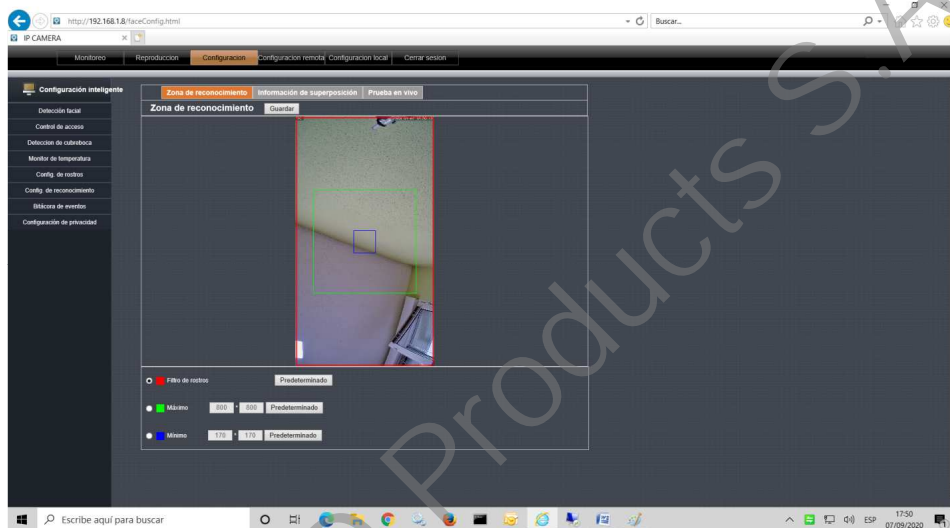 http://192.168.1.8/faceConfig.html
Buscar...
IP CAMERA
Monitoreo
Reproduccion
Configuracion
Configuracion remota
Configuracion local
Cerrar sesion
Configuración inteligente
Detección facial
Control de acceso
Deteccion de cubreboca
Monitor de temperatura
Config. de rostros
Config. de reconocimiento
Bitácora de eventos
Configuración de privacidad
Zona de reconocimiento
Información de superposición
Prueba en vivo
Zona de reconocimiento
Guardar
Filtro de rostros
Predeterminado
Máximo
800 * 800
Predeterminado
Mínimo
170 * 170
Predeterminado
Products S.A
Escribe aquí para buscar
ESP
17:50
07/09/2020